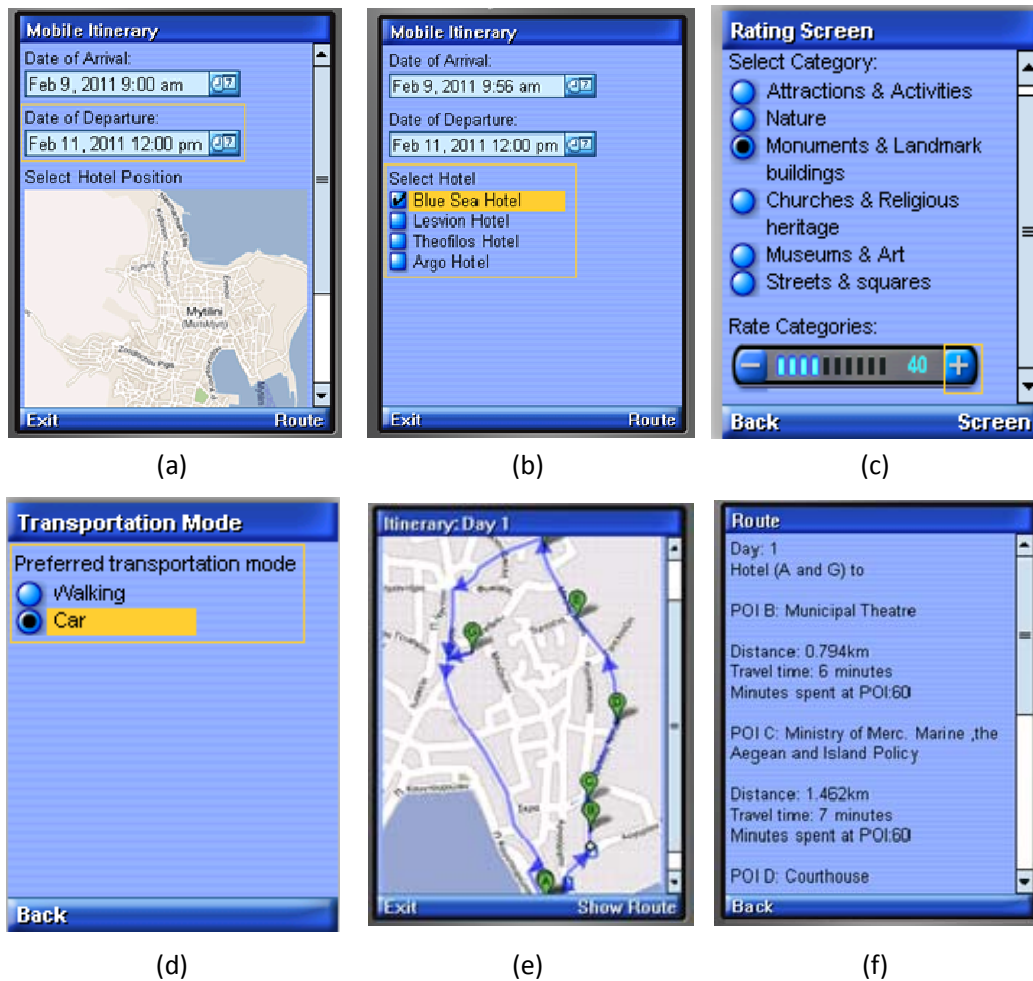 Mobile Itinerary
Date of Arrival:
Feb 9, 2011 9:00 am
Date of Departure:
Feb 11, 2011 12:00 pm
Select Hotel Position
Mytilini
(Μυτιλήνη)
Exit Route
(a)
Mobile Itinerary
Date of Arrival:
Feb 9, 2011 9:56 am
Date of Departure:
Feb 11, 2011 12:00 pm
Select Hotel
Blue Sea Hotel
Lesvion Hotel
Theofilos Hotel
Argo Hotel
Exit Route
(b)
Rating Screen
Select Category:
Attractions & Activities
Nature
Monuments & Landmark
buildings
Churches & Religious
heritage
Museums & Art
Streets & squares
Rate Categories:
40
Back Screen
(c)
Transportation Mode
Preferred transportation mode
Walking
Car
Back
(d)
Itinerary: Day 1
G
E
D
C
B
A
Exit Show Route
(e)
Route
Day: 1
Hotel (A and G) to
POI B: Municipal Theatre
Distance: 0.794km
Travel time: 6 minutes
Minutes spent at POI:60
POI C: Ministry of Merc. Marine ,the
Aegean and Island Policy
Distance: 1.462km
Travel time: 7 minutes
Minutes spent at POI:60
POI D: Courthouse
Back
(f)